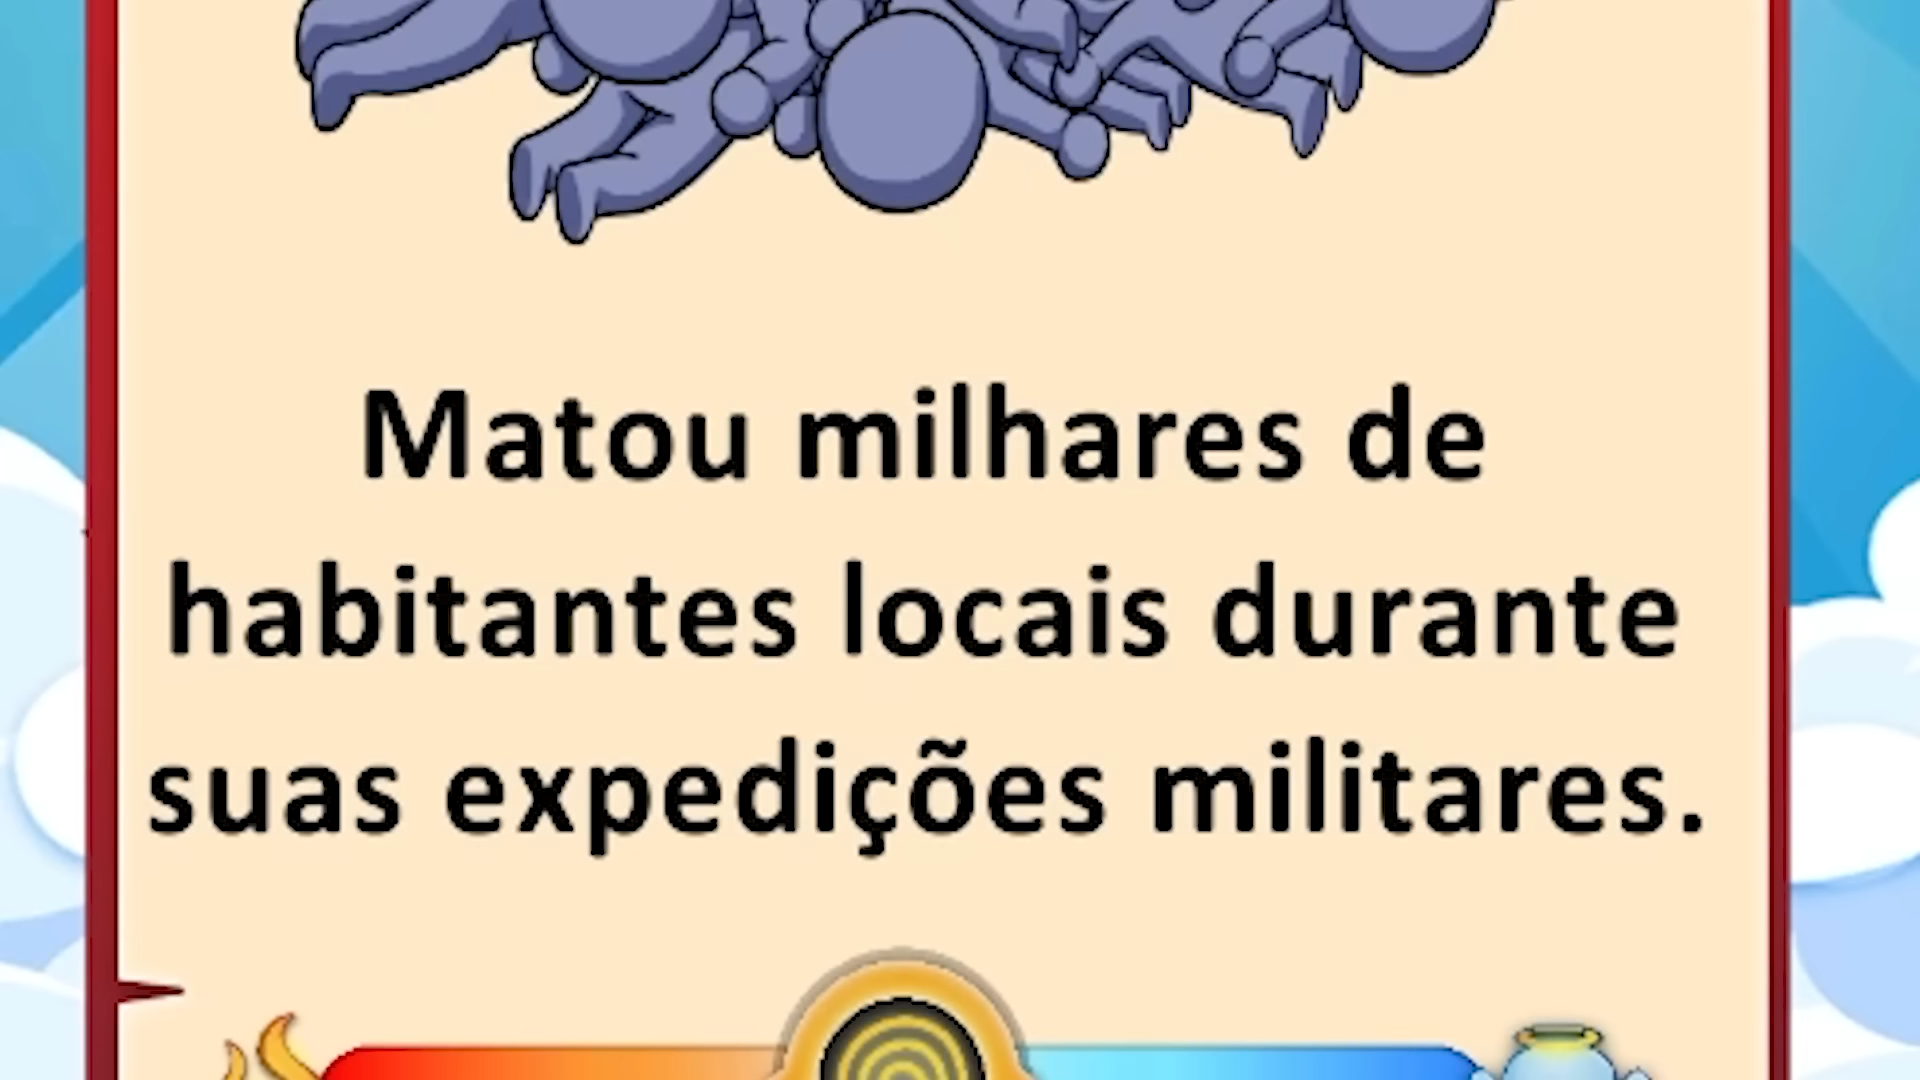 Matou milhares de
habitantes locais durante
suas expedições militares.